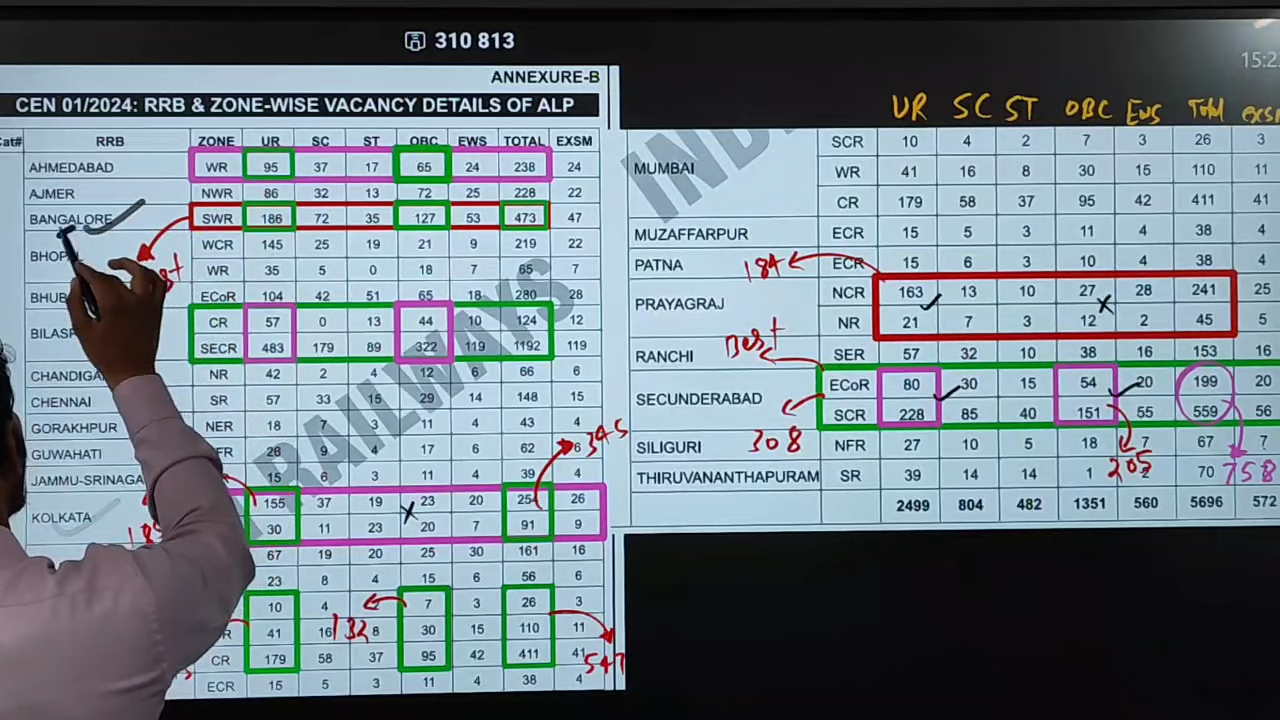 310 813
15:2
ANNEXURE-B
CEN 01/2024: RRB & ZONE-WISE VACANCY DETAILS OF ALP
Cat# RRB ZONE UR SC ST OBC EWS TOTAL EXSM
AHMEDABAD WR 95 37 17 65 24 238 24
AJMER NWR 86 32 13 72 25 228 22
BANGALORE SWR 186 72 35 127 53 473 47
BHOPAL WCR 145 25 19 21 9 219 22
WR 35 5 0 18 7 65 7
BHUB ECoR 104 42 51 65 18 280 28
BILASP CR 57 0 13 44 10 124 12
SECR 483 179 89 322 119 1192 119
CHANDIGA NR 42 2 4 12 6 66 6
CHENNAI SR 57 33 15 29 14 148 15
GORAKHPUR NER 18 7 3 11 4 43 4
GUWAHATI FR 26 9 4 17 6 62 6
JAMMU-SRINAGA 15 6 3 11 4 39 4
KOLKATA 155 37 19 23 20 254 26
30 11 23 20 7 91 9
67 19 20 25 30 161 16
23 8 4 15 6 56 6
10 4 7 3 26 3
R 41 16 8 30 15 110 11
CR 179 58 37 95 42 411 41
ECR 15 5 3 11 4 38 4
345
132
547
UR SC ST OBC EWS Total EXSM
MUMBAI SCR 10 4 2 7 3 26 3
WR 41 16 8 30 15 110 11
CR 179 58 37 95 42 411 41
MUZAFFARPUR ECR 15 5 3 11 4 38 4
PATNA ECR 15 6 3 10 4 38 4
PRAYAGRAJ NCR 163 13 10 27 28 241 25
NR 21 7 3 12 2 45 5
RANCHI SER 57 32 10 38 16 153 16
SECUNDERABAD ECoR 80 30 15 54 20 199 20
SCR 228 85 40 151 55 559 56
SILIGURI NFR 27 10 5 18 7 67 7
THIRUVANANTHAPURAM SR 39 14 14 1 2 70
2499 804 482 1351 560 5696 572
184
Best
308
205
758
RAILWAYS